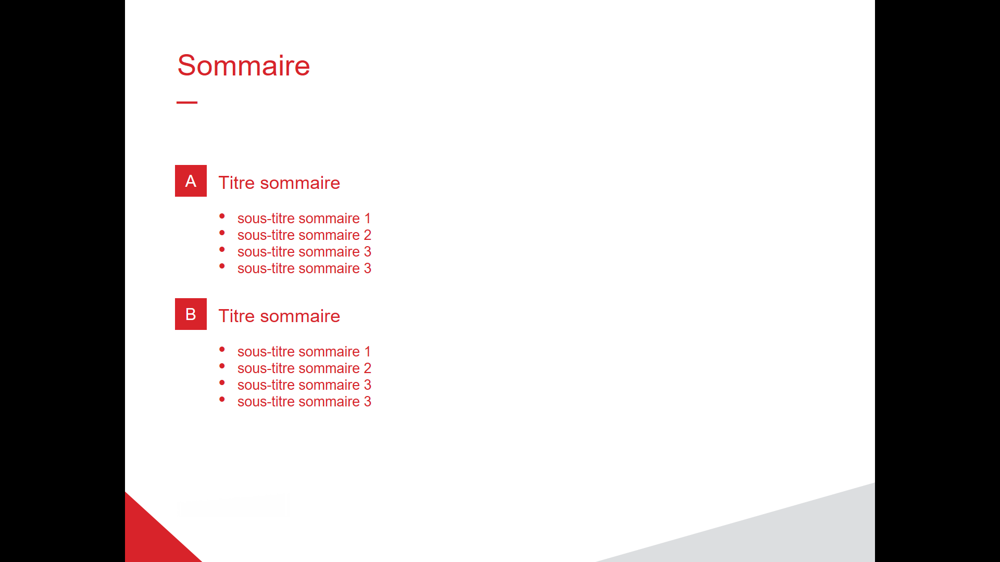 Sommaire
A Titre sommaire
• sous-titre sommaire 1
• sous-titre sommaire 2
• sous-titre sommaire 3
• sous-titre sommaire 3
B Titre sommaire
• sous-titre sommaire 1
• sous-titre sommaire 2
• sous-titre sommaire 3
• sous-titre sommaire 3